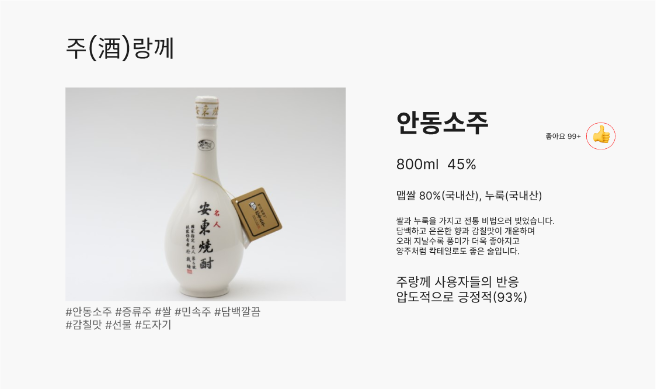 주(酒)랑께
안동소주
좋아요 99+
800ml 45%
맵쌀 80%(국내산), 누룩(국내산)
쌀과 누룩을 가지고 전통 비법으러 빚었습니다.
담백하고 은은한 향과 감칠맛이 개운하며
오래 지날수록 풍미가 더욱 좋아지고
양주처럼 칵테일로도 좋은 술입니다.
주랑께 사용자들의 반응
압도적으로 긍정적(93%)
名人
安東燒酎
#안동소주 #증류주 #쌀 #민속주 #담백깔끔
#감칠맛 #선물 #도자기